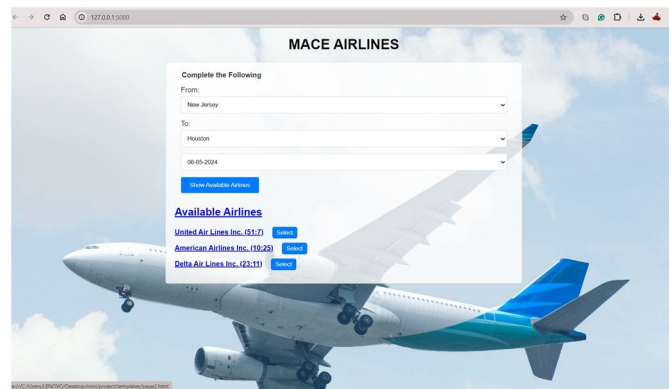 127.0.0.1:5000
MACE AIRLINES
Complete the Following
From:
New Jersey
To:
Houston
06-05-2024
Show Available Airlines
Available Airlines
United Air Lines Inc. (51:7) Select
American Airlines Inc. (10:25) Select
Delta Air Lines Inc. (23:11) Select
e:///C:/Users/LENOVO/Desktop/mini/project/templates/page2.html